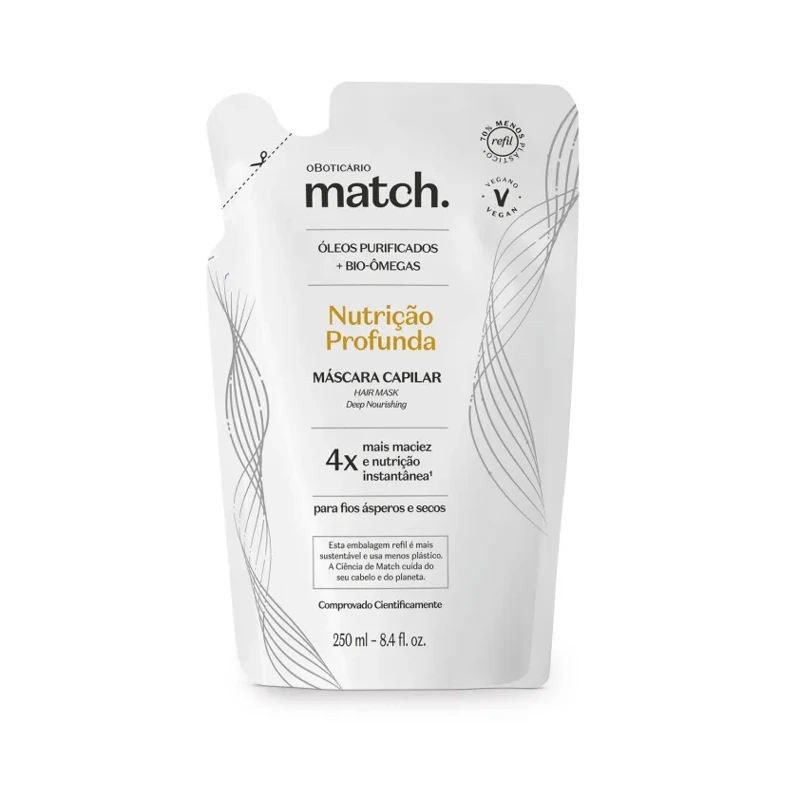 oBOTICÁRIO
match.
ÓLEOS PURIFICADOS
+ BIO-ÔMEGAS
Nutrição
Profunda
MÁSCARA CAPILAR
HAIR MASK
Deep Nourishing
4x mais maciez
e nutrição
instantânea¹
para fios ásperos e secos
Esta embalagem refil é mais
sustentável e usa menos plástico.
A Ciência de Match cuida do
seu cabelo e do planeta.
Comprovado Cientificamente
250 ml - 8.4 fl. oz.
70% MENOS PLÁSTICO*
refil
VEGANO
V
VEGAN